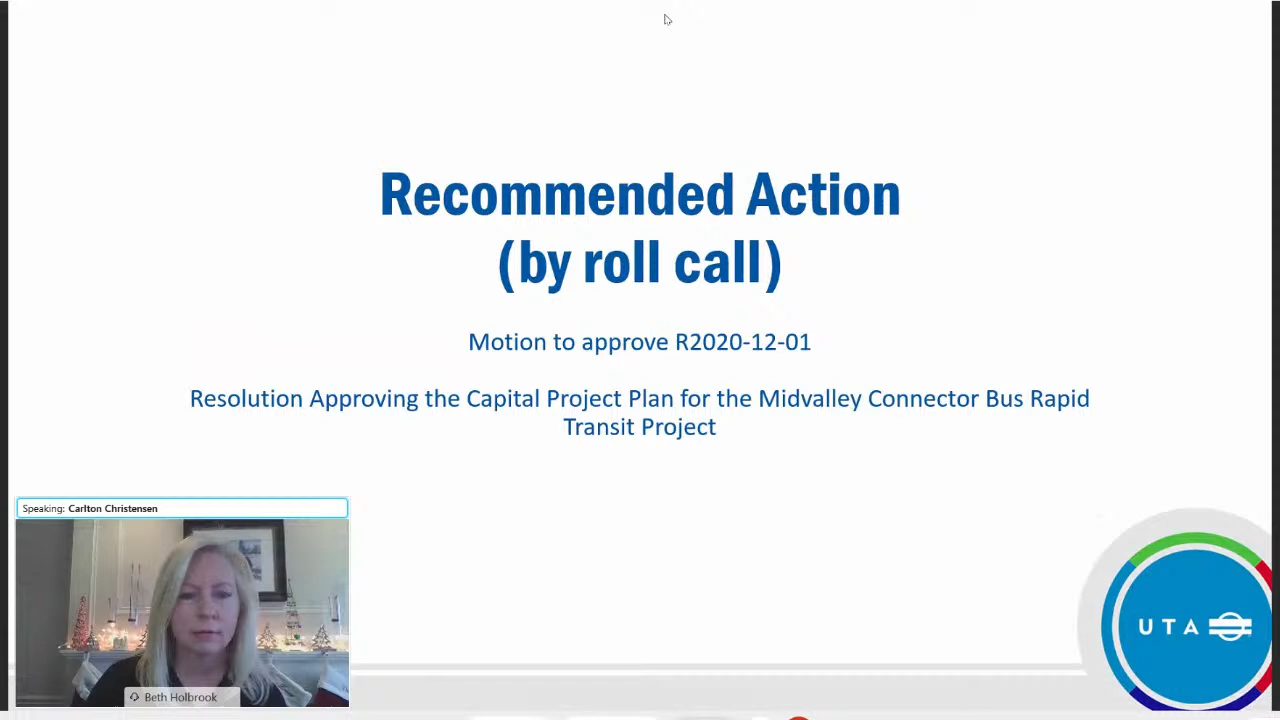 Recommended Action
(by roll call)
Motion to approve R2020-12-01
Resolution Approving the Capital Project Plan for the Midvalley Connector Bus Rapid
Transit Project
Speaking: Carlton Christensen
Beth Holbrook
UTA